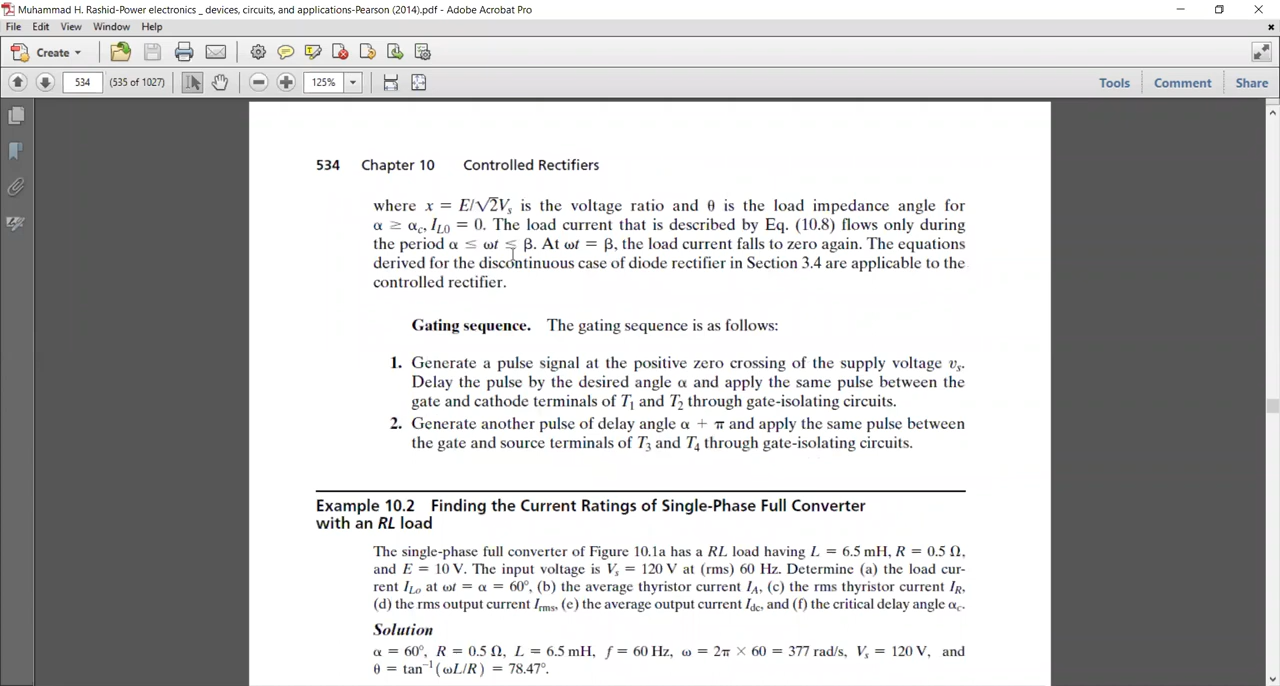 Muhammad H. Rashid-Power electronics _ devices, circuits, and applications-Pearson (2014).pdf - Adobe Acrobat Pro
File Edit View Window Help
Create
534 (535 of 1027) 125% Tools Comment Share
534 Chapter 10 Controlled Rectifiers
where x = E/√2Vₛ is the voltage ratio and θ is the load impedance angle for
α ≥ α_c, I_L0 = 0. The load current that is described by Eq. (10.8) flows only during
the period α ≤ ωt ≤ β. At ωt = β, the load current falls to zero again. The equations
derived for the discontinuous case of diode rectifier in Section 3.4 are applicable to the
controlled rectifier.
Gating sequence. The gating sequence is as follows:
1. Generate a pulse signal at the positive zero crossing of the supply voltage vₛ.
Delay the pulse by the desired angle α and apply the same pulse between the
gate and cathode terminals of T₁ and T₂ through gate-isolating circuits.
2. Generate another pulse of delay angle α + π and apply the same pulse between
the gate and source terminals of T₃ and T₄ through gate-isolating circuits.
Example 10.2 Finding the Current Ratings of Single-Phase Full Converter
with an RL load
The single-phase full converter of Figure 10.1a has a RL load having L = 6.5 mH, R = 0.5 Ω,
and E = 10 V. The input voltage is Vₛ = 120 V at (rms) 60 Hz. Determine (a) the load cur-
rent I_Lo at ωt = α = 60°, (b) the average thyristor current I_A, (c) the rms thyristor current I_R,
(d) the rms output current I_rms, (e) the average output current I_dc, and (f) the critical delay angle α_c.
Solution
α = 60°, R = 0.5 Ω, L = 6.5 mH, f = 60 Hz, ω = 2π × 60 = 377 rad/s, Vₛ = 120 V, and
θ = tan⁻¹(ωL/R) = 78.47°.